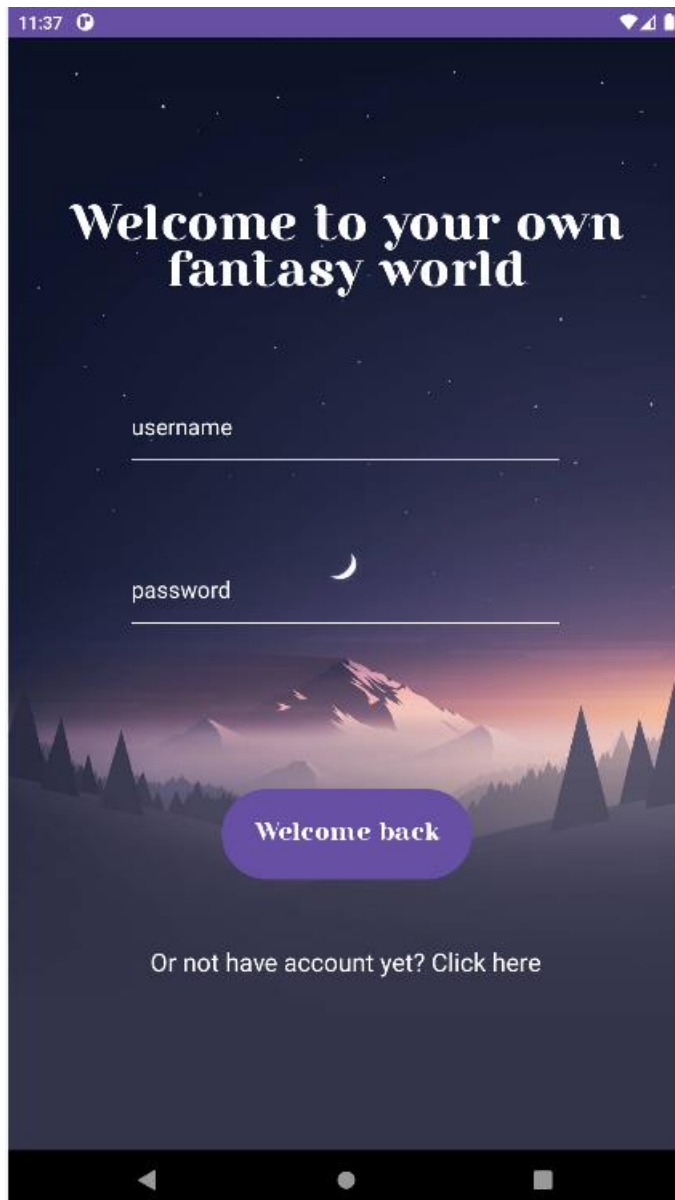 11:37
Welcome to your own
fantasy world
username
password
Welcome back
Or not have account yet? Click here